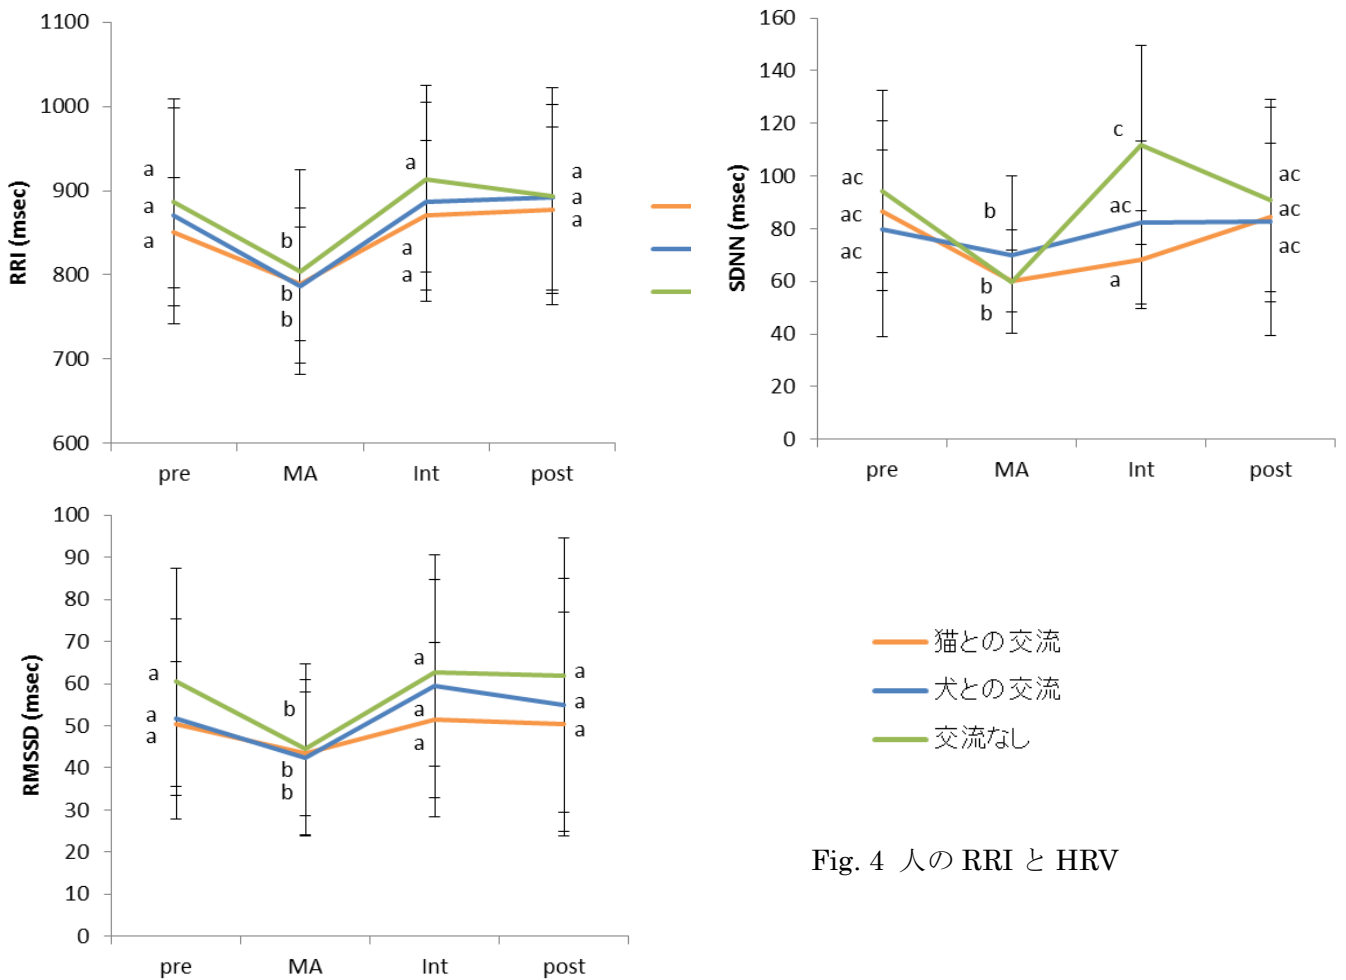 1100
1000
900
800
700
600
RRI (msec)
a
a
a
b
b
b
a
a
a
a
a
a
pre MA Int post
160
140
120
100
80
60
40
20
0
SDNN (msec)
ac
ac
ac
b
b
b
c
ac
a
ac
ac
ac
pre MA Int post
100
90
80
70
60
50
40
30
20
10
0
RMSSD (msec)
a
a
a
b
b
b
a
a
a
a
a
a
pre MA Int post
猫との交流
犬との交流
交流なし
Fig. 4 人の RRI と HRV